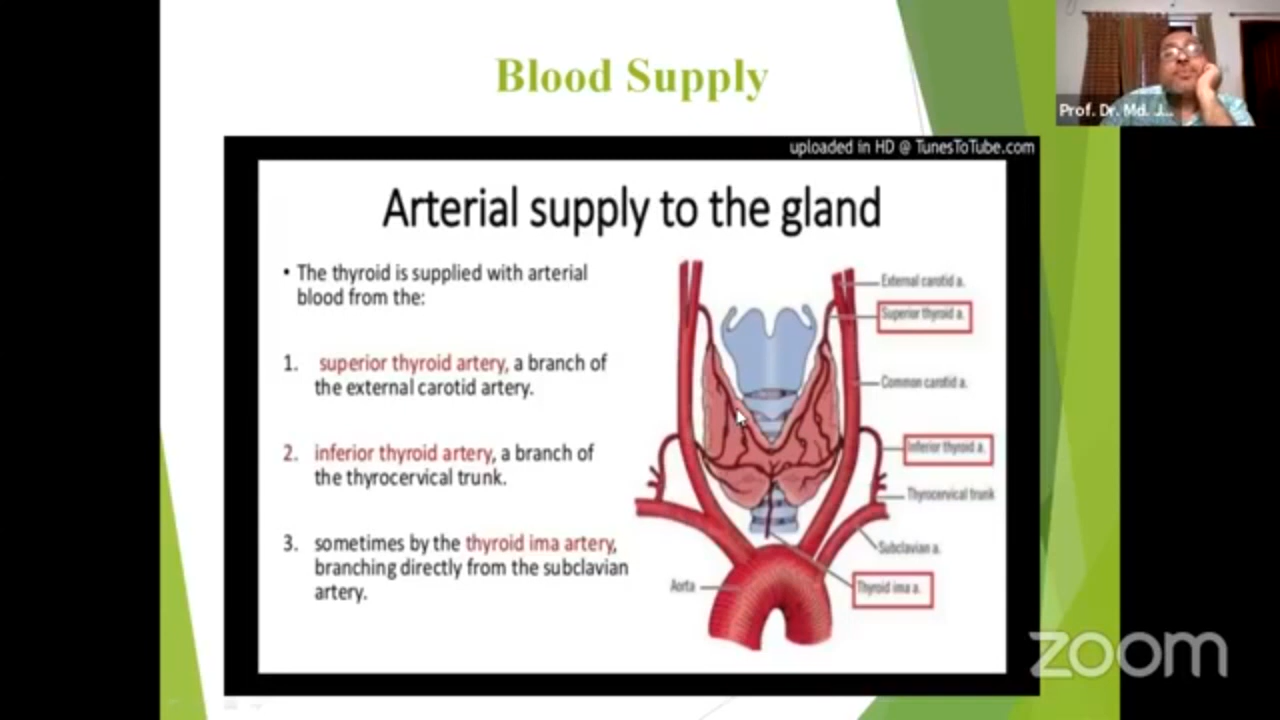 Blood Supply
Prof. Dr. Md. J...
uploaded in HD @ TunesToTube.com
Arterial supply to the gland
• The thyroid is supplied with arterial
blood from the:
1. superior thyroid artery, a branch of
the external carotid artery.
2. inferior thyroid artery, a branch of
the thyrocervical trunk.
3. sometimes by the thyroid ima artery,
branching directly from the subclavian
artery.
External carotid a.
Superior thyroid a.
Common carotid a.
Inferior thyroid a.
Thyrocervical trunk
Subclavian a.
Aorta
Thyroid ima a.
zoom